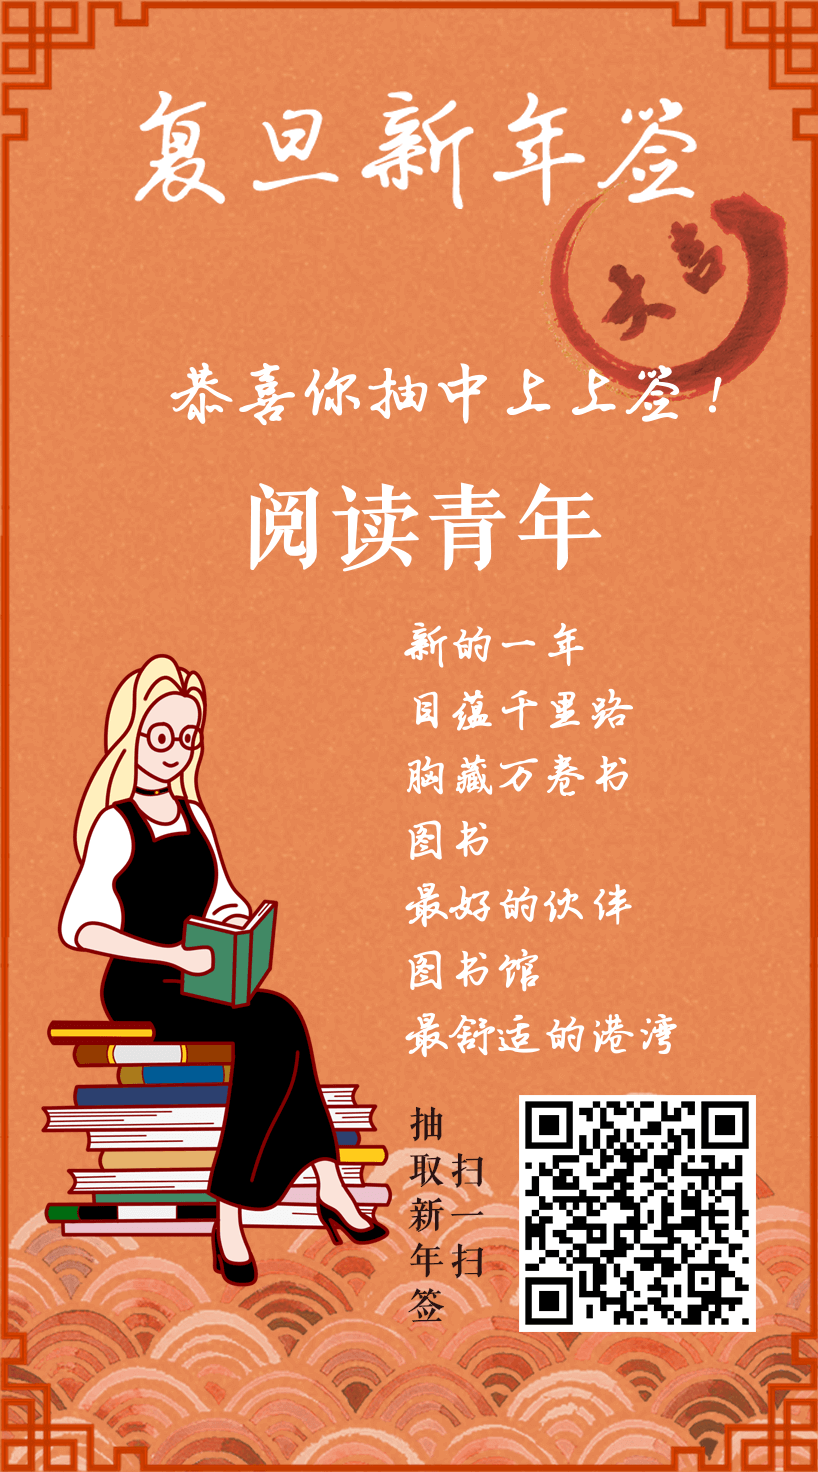 复旦新年签
大喜
恭喜你抽中上上签！
阅读青年
新的一年
目蕴千里路
胸藏万卷书
图书
最好的伙伴
图书馆
最舒适的港湾
扫一扫
抽取新年签